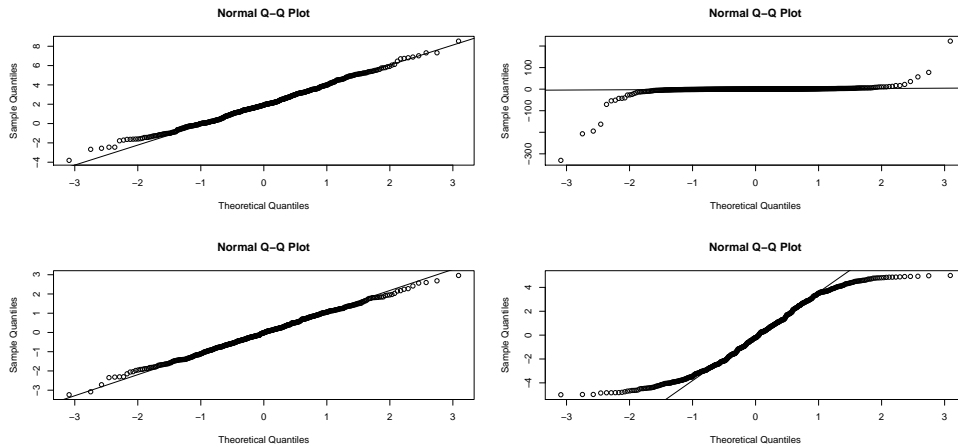 Normal Q−Q Plot
Sample Quantiles
8
6
4
2
0
−2
−4
−3 −2 −1 0 1 2 3
Theoretical Quantiles
Normal Q−Q Plot
Sample Quantiles
100
0
−100
−300
−3 −2 −1 0 1 2 3
Theoretical Quantiles
Normal Q−Q Plot
Sample Quantiles
3
2
1
0
−1
−2
−3
−3 −2 −1 0 1 2 3
Theoretical Quantiles
Normal Q−Q Plot
Sample Quantiles
4
2
0
−2
−4
−3 −2 −1 0 1 2 3
Theoretical Quantiles